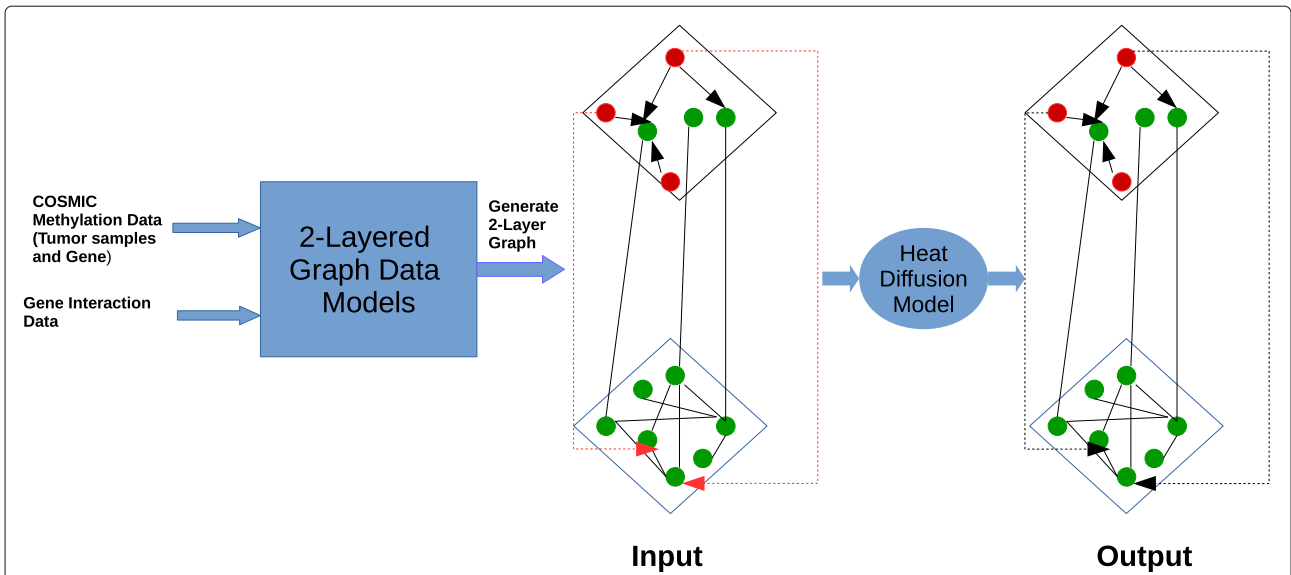 COSMIC
Methylation Data
(Tumor samples
and Gene)
Gene Interaction
Data
2-Layered
Graph Data
Models
Generate
2-Layer
Graph
Heat
Diffusion
Model
Input
Output